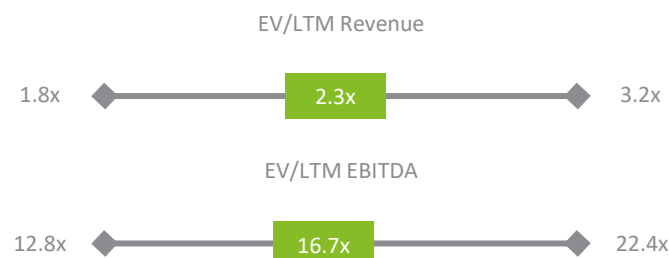 EV/LTM Revenue
1.8x 2.3x 3.2x
EV/LTM EBITDA
12.8x 16.7x 22.4x